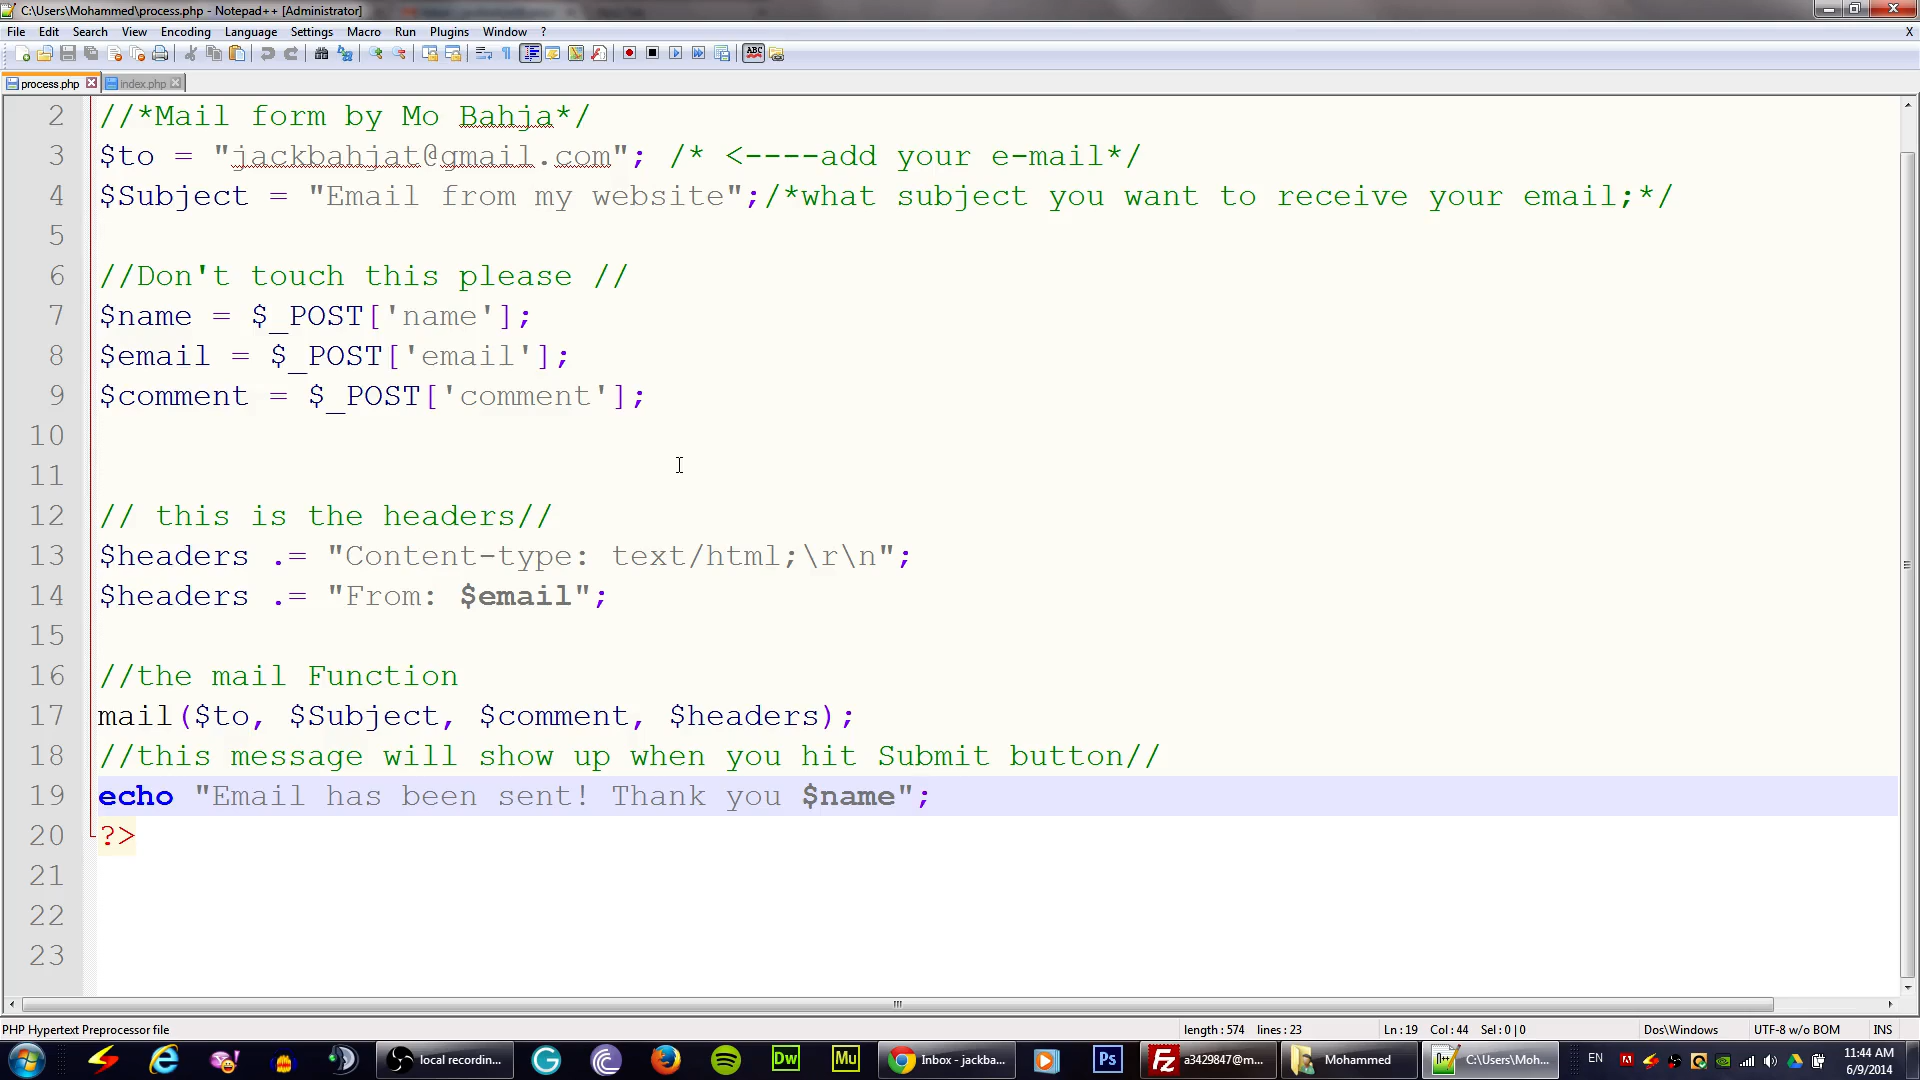 C:\Users\Mohammed\process.php - Notepad++ [Administrator]
File Edit Search View Encoding Language Settings Macro Run Plugins Window ? X
ABC
process.php index.php
2 //*Mail form by Mo Bahja*/
3 $to = "jackbahjat@gmail.com"; /* <----add your e-mail*/
4 $Subject = "Email from my website";/*what subject you want to receive your email;*/
5
6 //Don't touch this please //
7 $name = $_POST['name'];
8 $email = $_POST['email'];
9 $comment = $_POST['comment'];
10
11
12 // this is the headers//
13 $headers .= "Content-type: text/html;\r\n";
14 $headers .= "From: $email";
15
16 //the mail Function
17 mail($to, $Subject, $comment, $headers);
18 //this message will show up when you hit Submit button//
19 echo "Email has been sent! Thank you $name";
20 ?>
21
22
23
PHP Hypertext Preprocessor file length : 574 lines : 23 Ln : 19 Col : 44 Sel : 0 | 0 Dos\Windows UTF-8 w/o BOM INS
local recordin... Dw Mu Inbox - jackba... Ps Fz a3429847@m... Mohammed C:\Users\Moh... EN 11:44 AM
6/9/2014